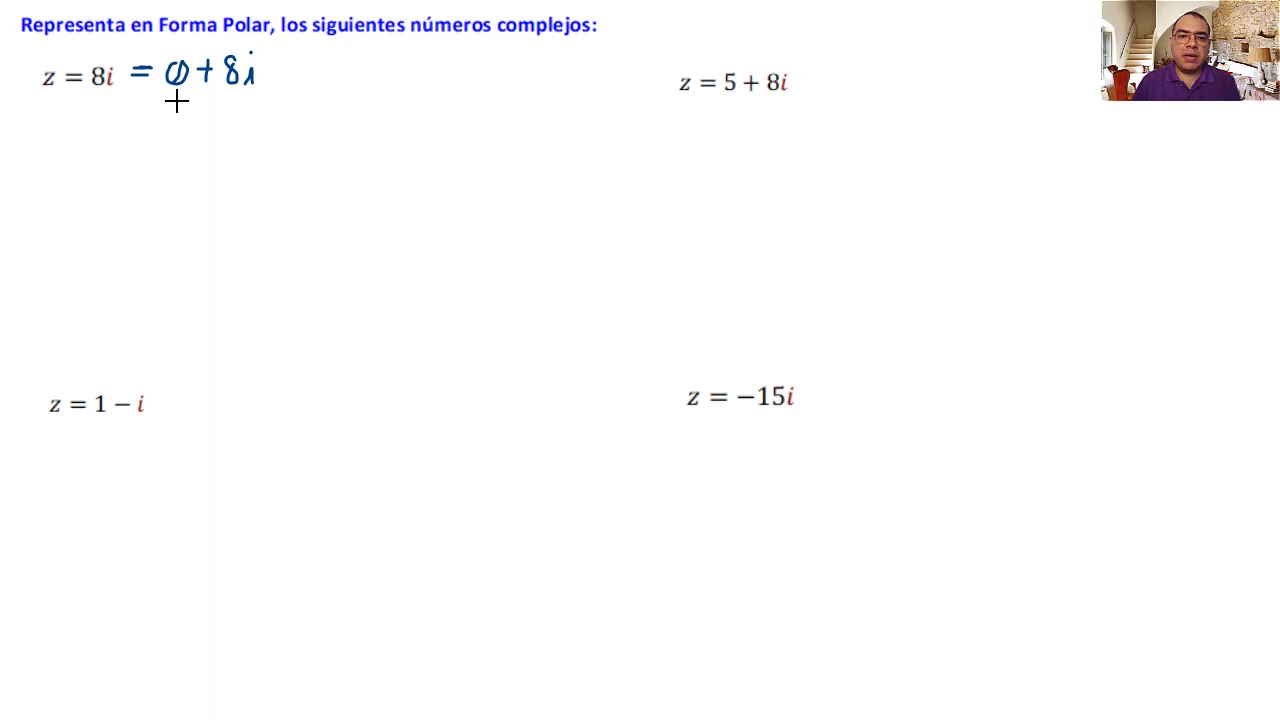 Representa en Forma Polar, los siguientes números complejos:
z = 8i = 0 + 8i
z = 5 + 8i
z = 1 − i
z = −15i